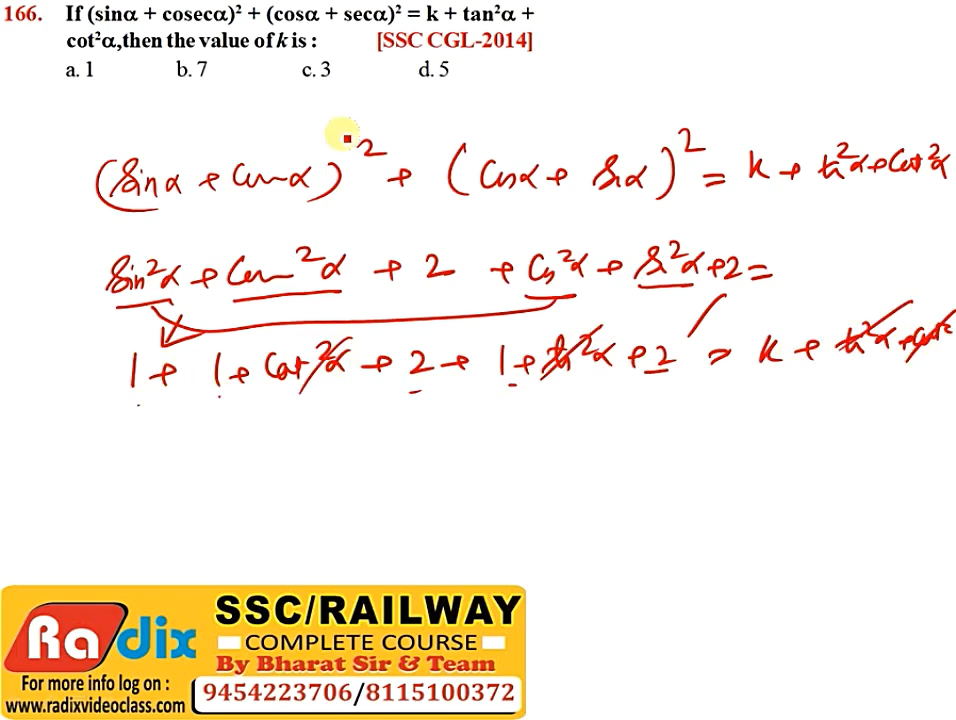 166. If (sinα + cosecα)² + (cosα + secα)² = k + tan²α +
cot²α,then the value of k is : [SSC CGL-2014]
a. 1 b. 7 c. 3 d. 5
(Sinα + Cosecα)² + (Cosα + Secα)² = k + tan²α + Cot²α
Sin²α + Cosec²α + 2 + Cos²α + Sec²α + 2 =
1 + 1 + Cot²α + 2 + 1 + tan²α + 2 = k + tan²α + Cot²α
Radix
For more info log on :
www.radixvideoclass.com
SSC/RAILWAY
COMPLETE COURSE
By Bharat Sir & Team
9454223706/8115100372